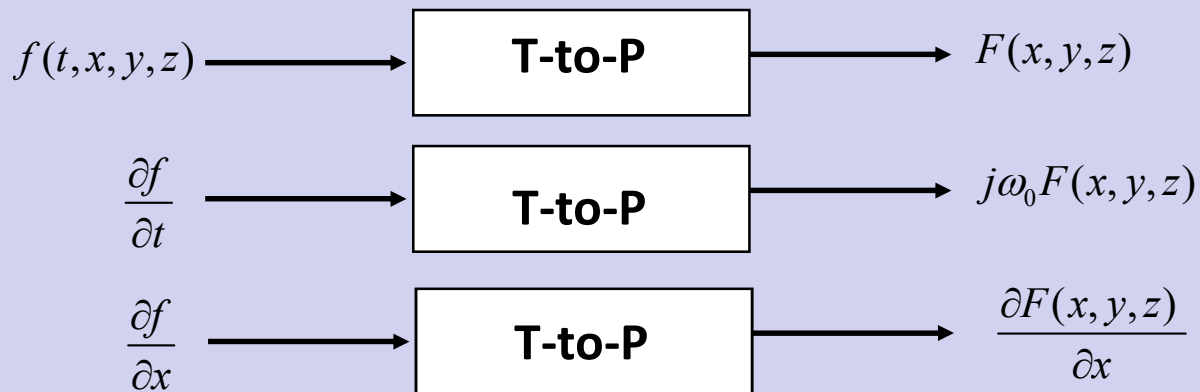 f(t,x,y,z) T-to-P F(x,y,z)
∂f/∂t T-to-P jω₀F(x,y,z)
∂f/∂x T-to-P ∂F(x,y,z)/∂x